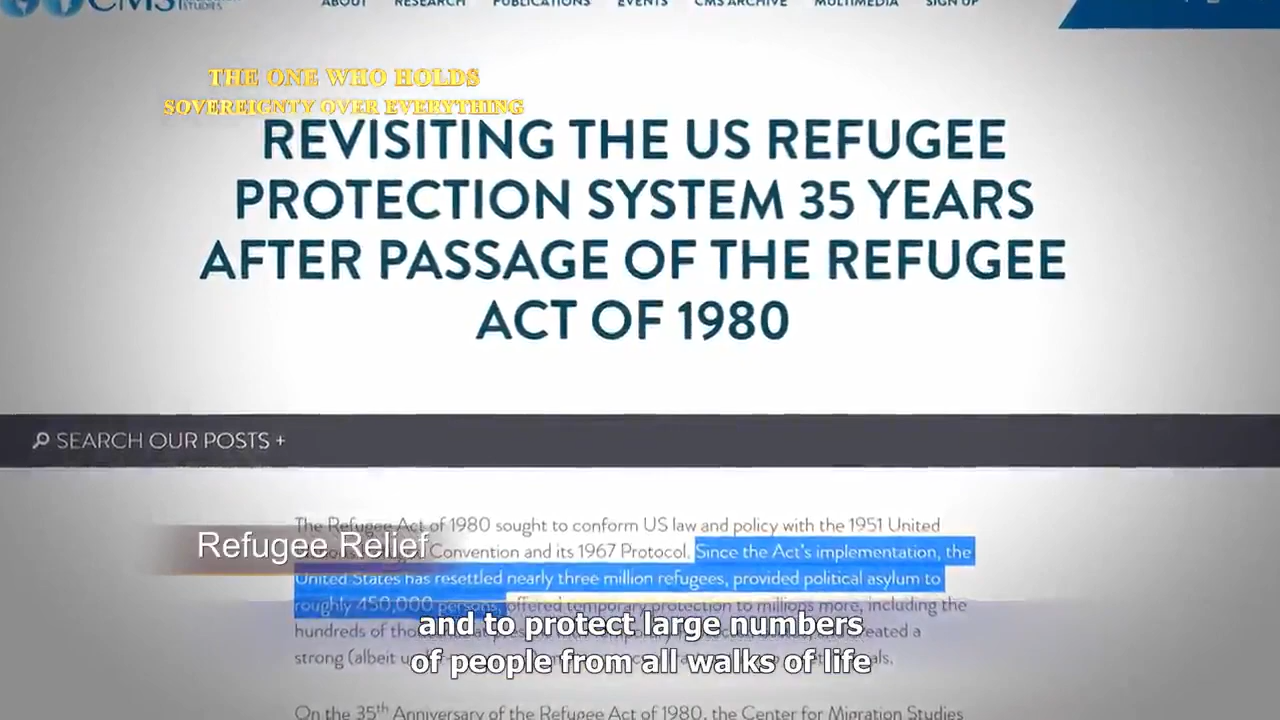 CMS STUDIES
ABOUT RESEARCH PUBLICATIONS EVENTS CMS ARCHIVE MULTIMEDIA SIGN UP
THE ONE WHO HOLDS
SOVEREIGNTY OVER EVERYTHING
REVISITING THE US REFUGEE
PROTECTION SYSTEM 35 YEARS
AFTER PASSAGE OF THE REFUGEE
ACT OF 1980
SEARCH OUR POSTS +
The Refugee Act of 1980 sought to conform US law and policy with the 1951 United
Convention and its 1967 Protocol. Since the Act's implementation, the
Refugee Relief
United States has resettled nearly three million refugees, provided political asylum to
roughly 450,000 persons, offered temporary protection to millions more, including the
hundreds of
and to protect large numbers
of people from all walks of life
strong (albeit
On the 35th Anniversary of the Refugee Act of 1980, the Center for Migration Studies